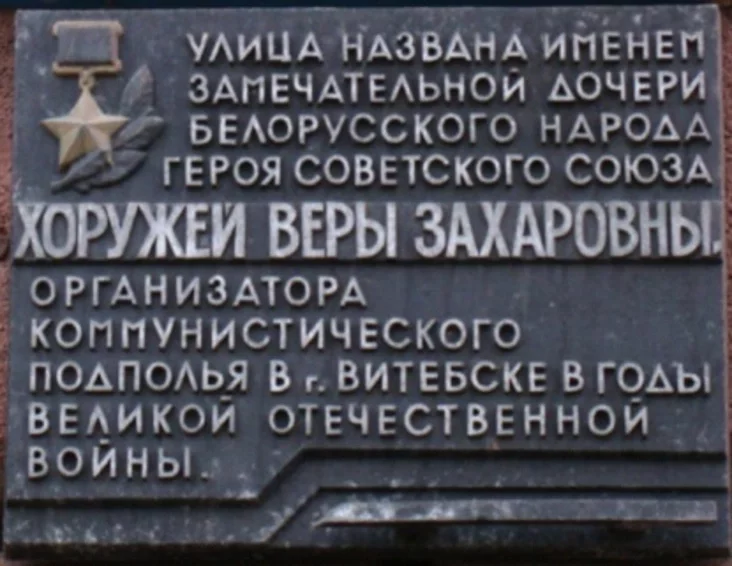 УЛИЦА НАЗВАНА ИМЕНЕМ
ЗАМЕЧАТЕЛЬНОЙ ДОЧЕРИ
БЕЛОРУССКОГО НАРОДА
ГЕРОЯ СОВЕТСКОГО СОЮЗА
ХОРУЖЕЙ ВЕРЫ ЗАХАРОВНЫ,
ОРГАНИЗАТОРА
КОММУНИСТИЧЕСКОГО
ПОДПОЛЬЯ В г. ВИТЕБСКЕ В ГОДЫ
ВЕЛИКОЙ ОТЕЧЕСТВЕННОЙ
ВОЙНЫ.